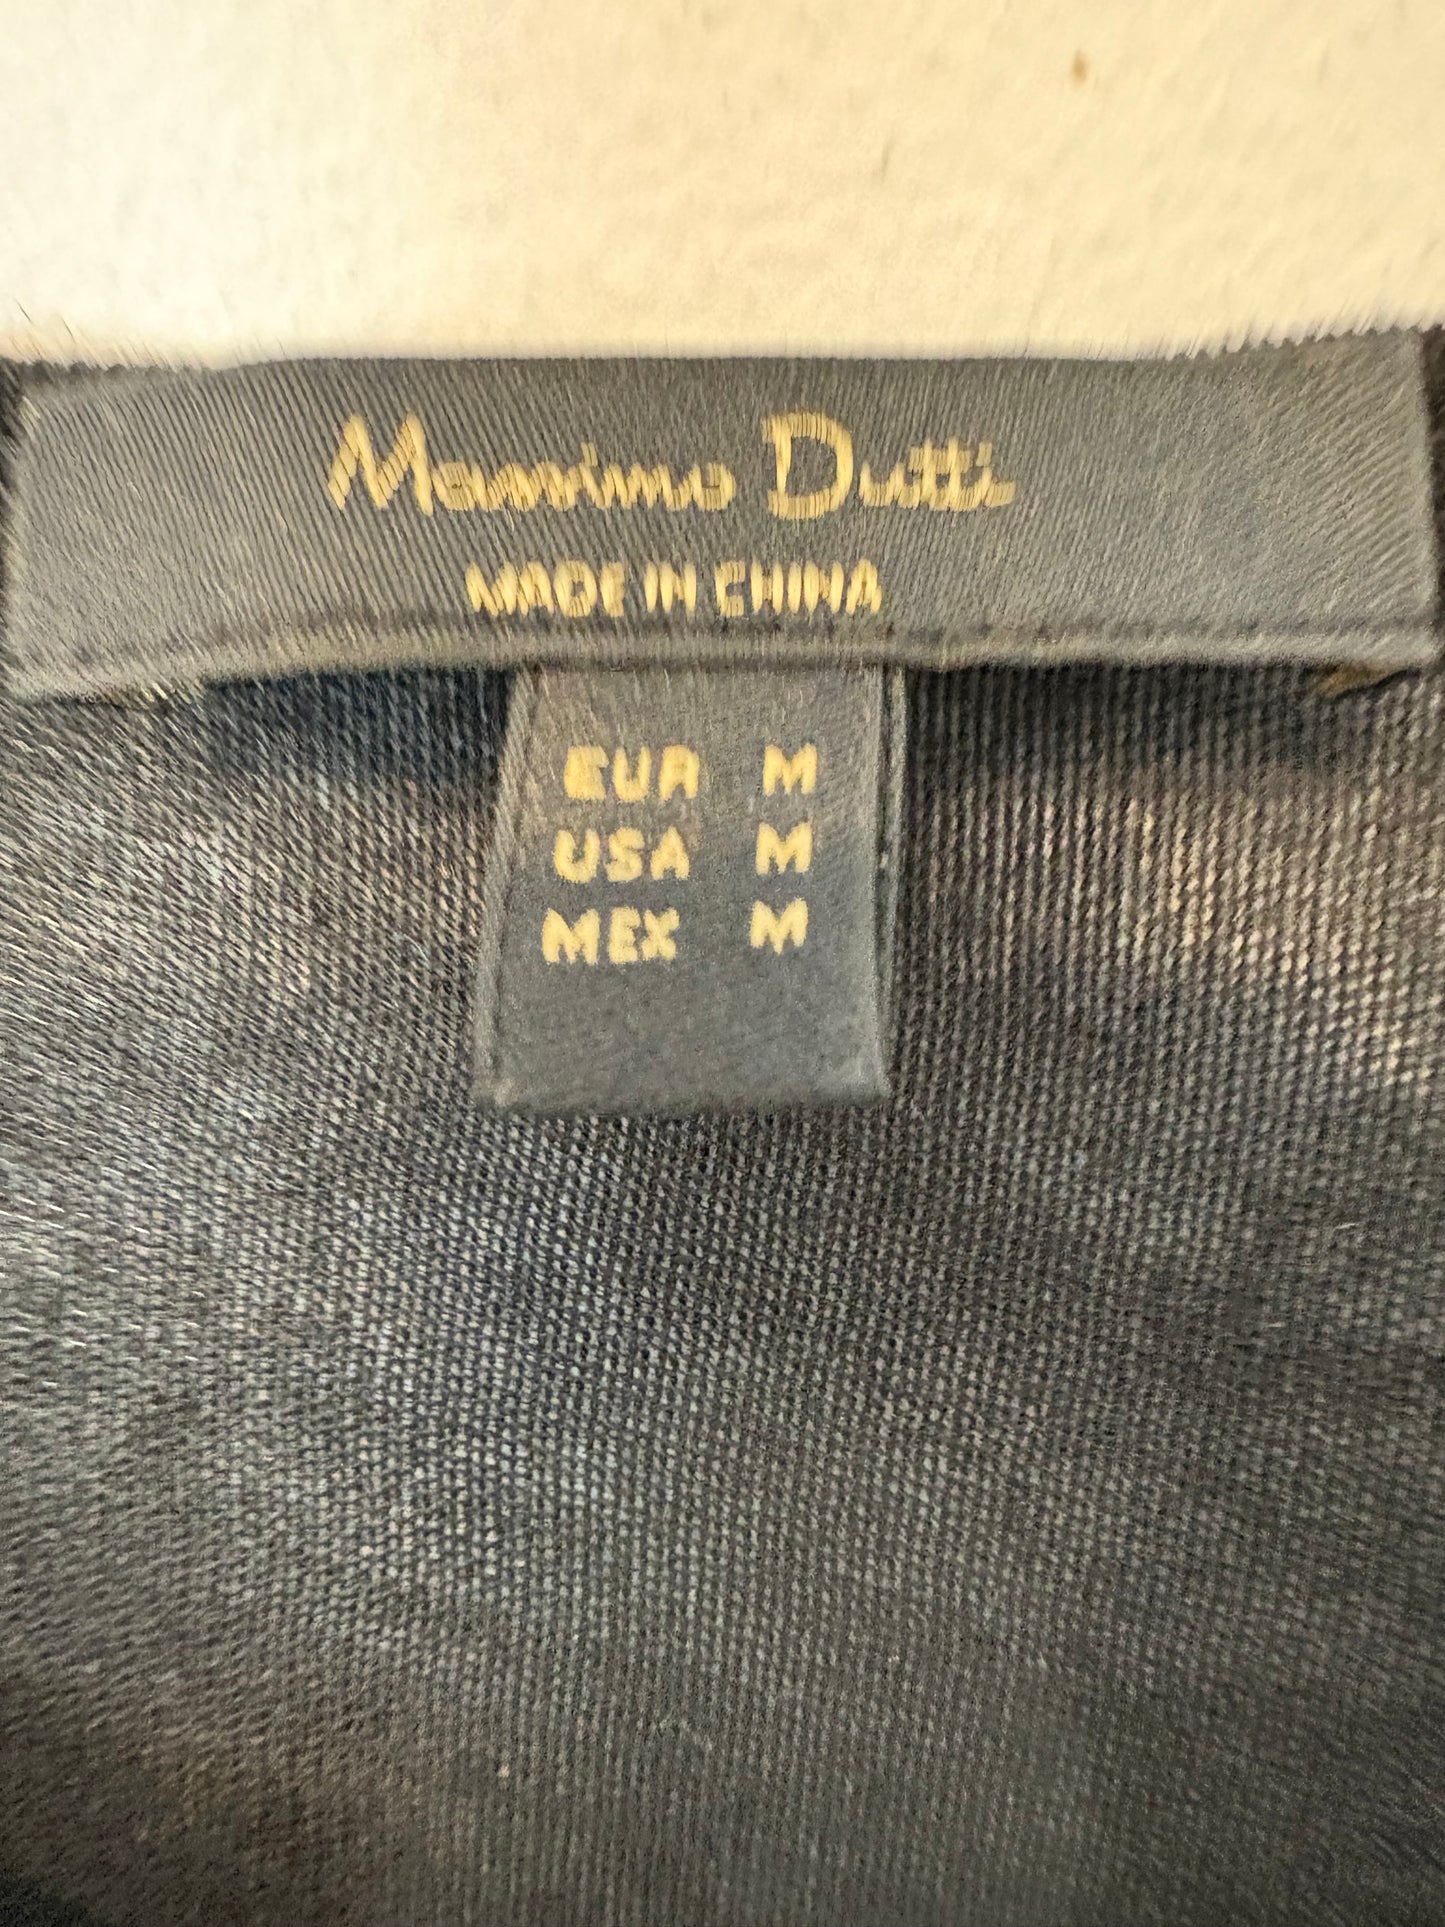 Massimo Dutti
MADE IN CHINA
EUR M
USA M
MEX M